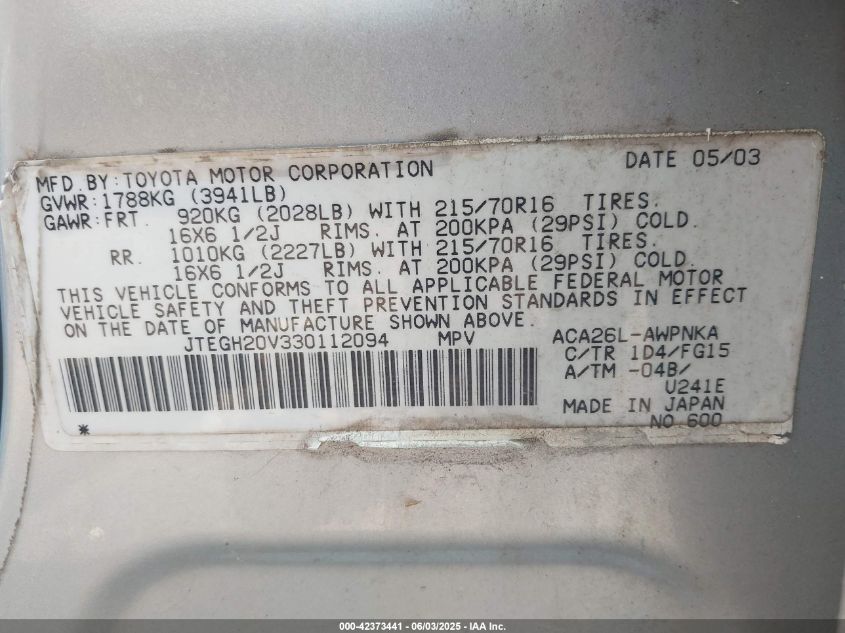 MFD.BY:TOYOTA MOTOR CORPORATION DATE 05/03
GVWR:1788KG (3941LB)
GAWR:FRT. 920KG (2028LB) WITH 215/70R16 TIRES.
16X6 1/2J RIMS. AT 200KPA (29PSI) COLD.
RR. 1010KG (2227LB) WITH 215/70R16 TIRES.
16X6 1/2J RIMS. AT 200KPA (29PSI) COLD.
THIS VEHICLE CONFORMS TO ALL APPLICABLE FEDERAL MOTOR
VEHICLE SAFETY AND THEFT PREVENTION STANDARDS IN EFFECT
ON THE DATE OF MANUFACTURE SHOWN ABOVE.
JTEGH20V330112094 MPV ACA26L-AWPNKA
C/TR 1D4/FG15
A/TM -04B/
U241E
MADE IN JAPAN
* NO.600
000-42373441 - 06/03/2025 - IAA Inc.